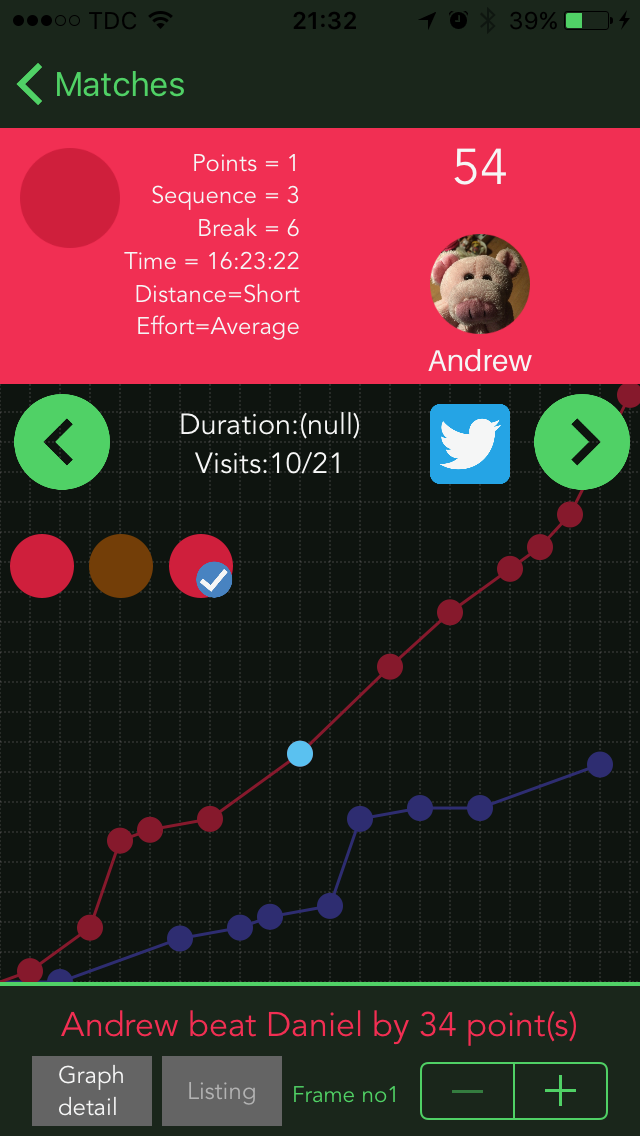 TDC 21:32 39%
Matches
Points = 1
Sequence = 3
Break = 6
Time = 16:23:22
Distance=Short
Effort=Average
54
Andrew
Duration:(null)
Visits:10/21
Andrew beat Daniel by 34 point(s)
Graph
detail
Listing
Frame no1